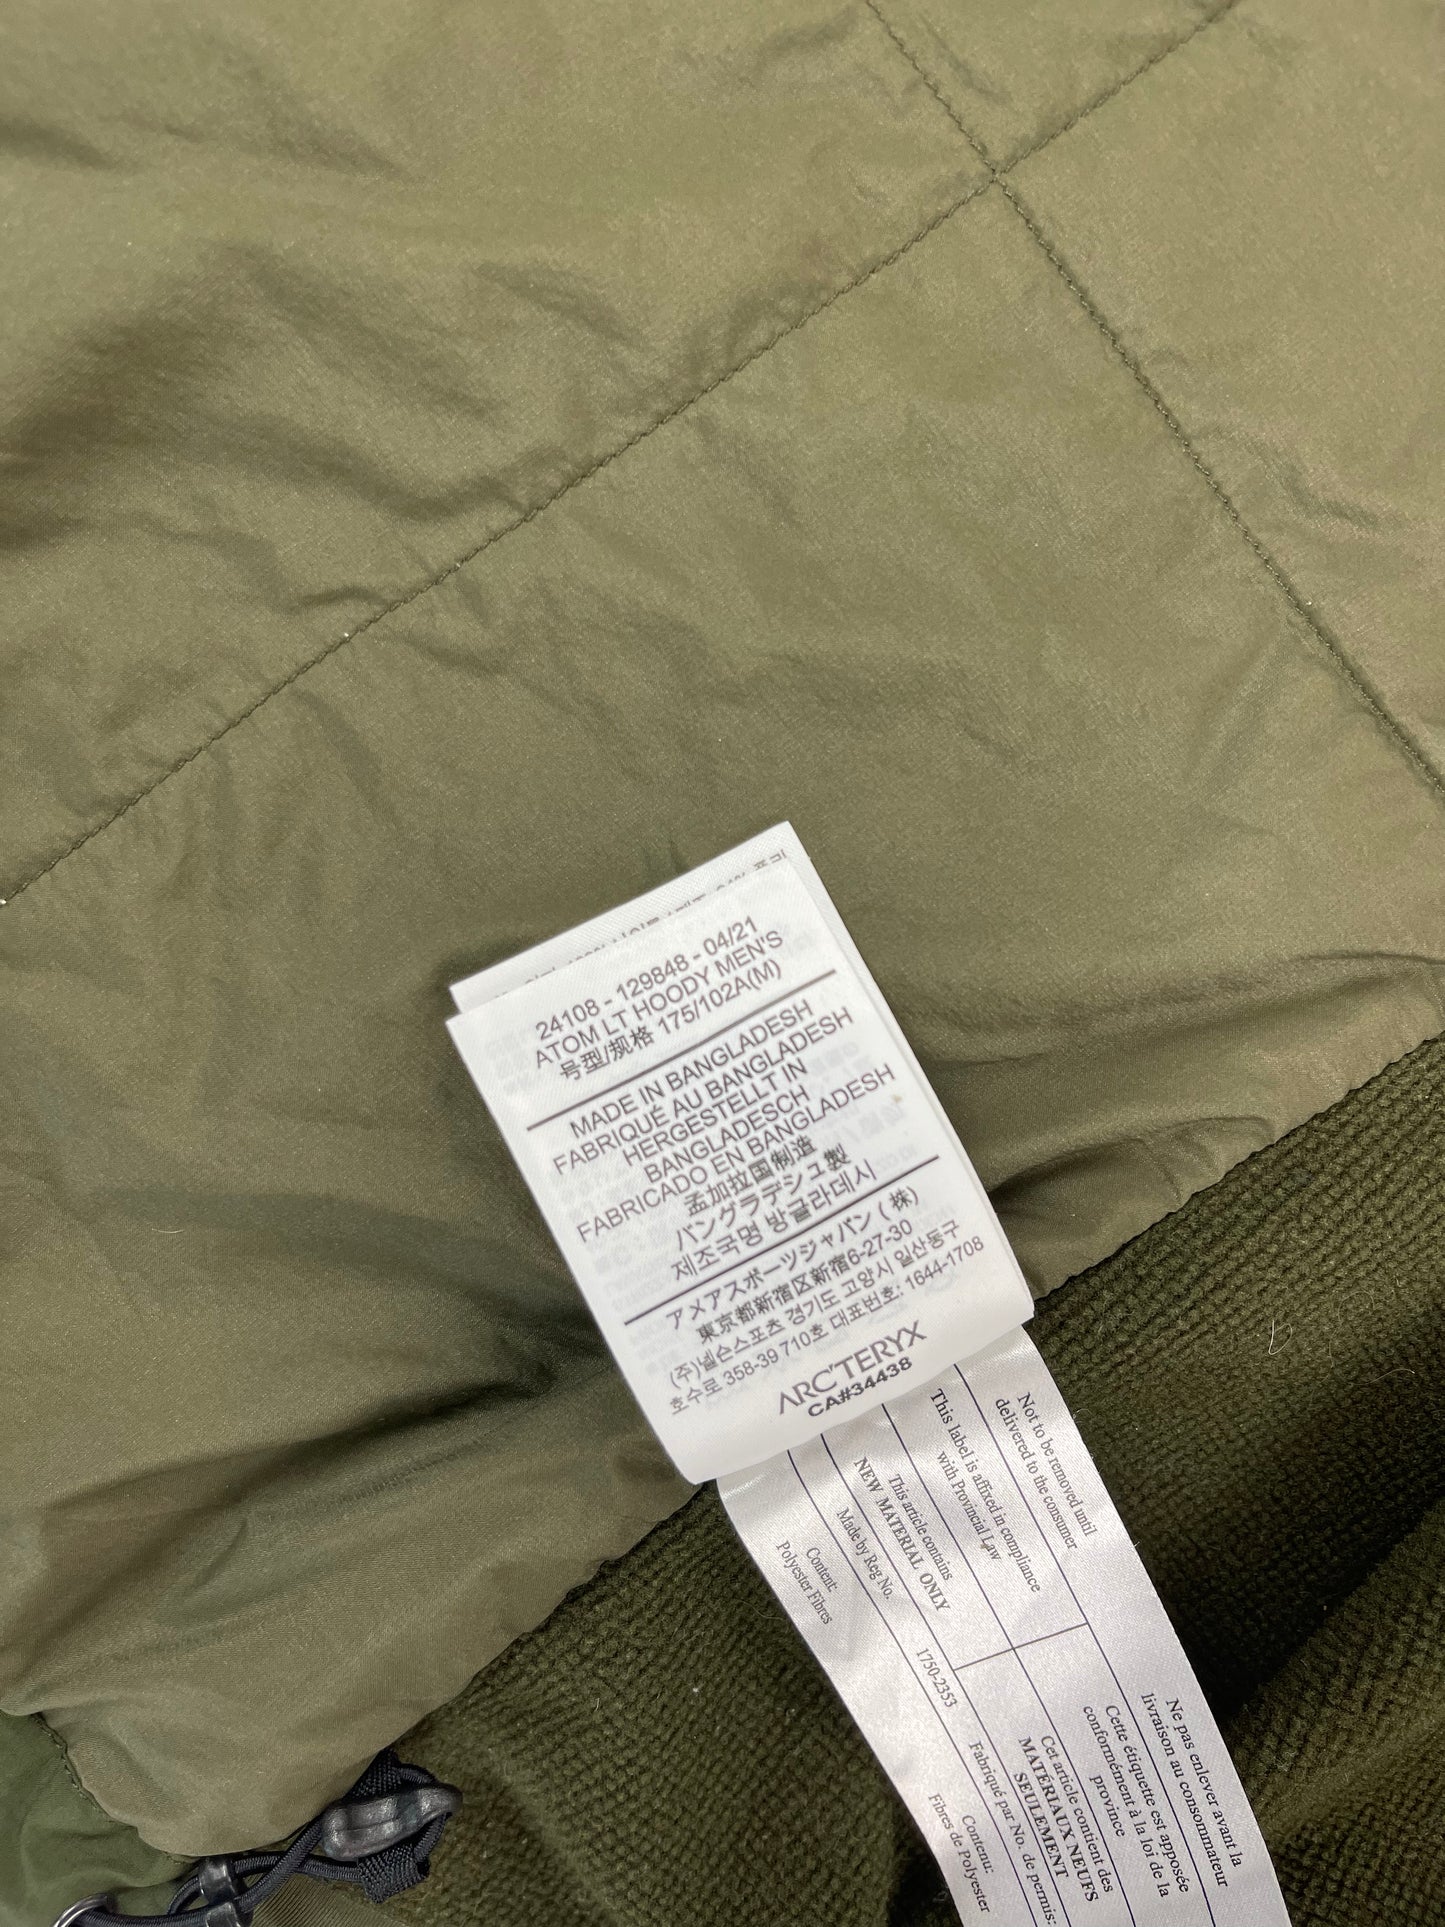 24108 - 129848 - 04/21
ATOM LT HOODY MEN'S
号型/规格 175/102A(M)
MADE IN BANGLADESH
FABRIQUÉ AU BANGLADESH
HERGESTELLT IN
BANGLADESCH
FABRICADO EN BANGLADESH
孟加拉国制造
バングラデシュ製
제조국명 방글라데시
アメアスポーツジャパン (株)
東京都新宿区新宿6-27-30
(주)넬슨스포츠 경기도 고양시 일산동구
호수로 358-39 710호 대표번호: 1644-1708
ARC'TERYX
CA#34438
Not to be removed until
delivered to the consumer
This label is affixed in compliance
with Provincial Law
This article contains
NEW MATERIAL ONLY
Made by Reg No.
1750-2353
Content:
Polyester Fibres
Ne pas enlever avant la
livraison au consommateur
Cette étiquette est apposée
conformément à la loi de la
province
Cet article contient des
MATÉRIAUX NEUFS
SEULEMENT
Fabriqué par No. de permis:
Contenu:
Fibres de Polyester